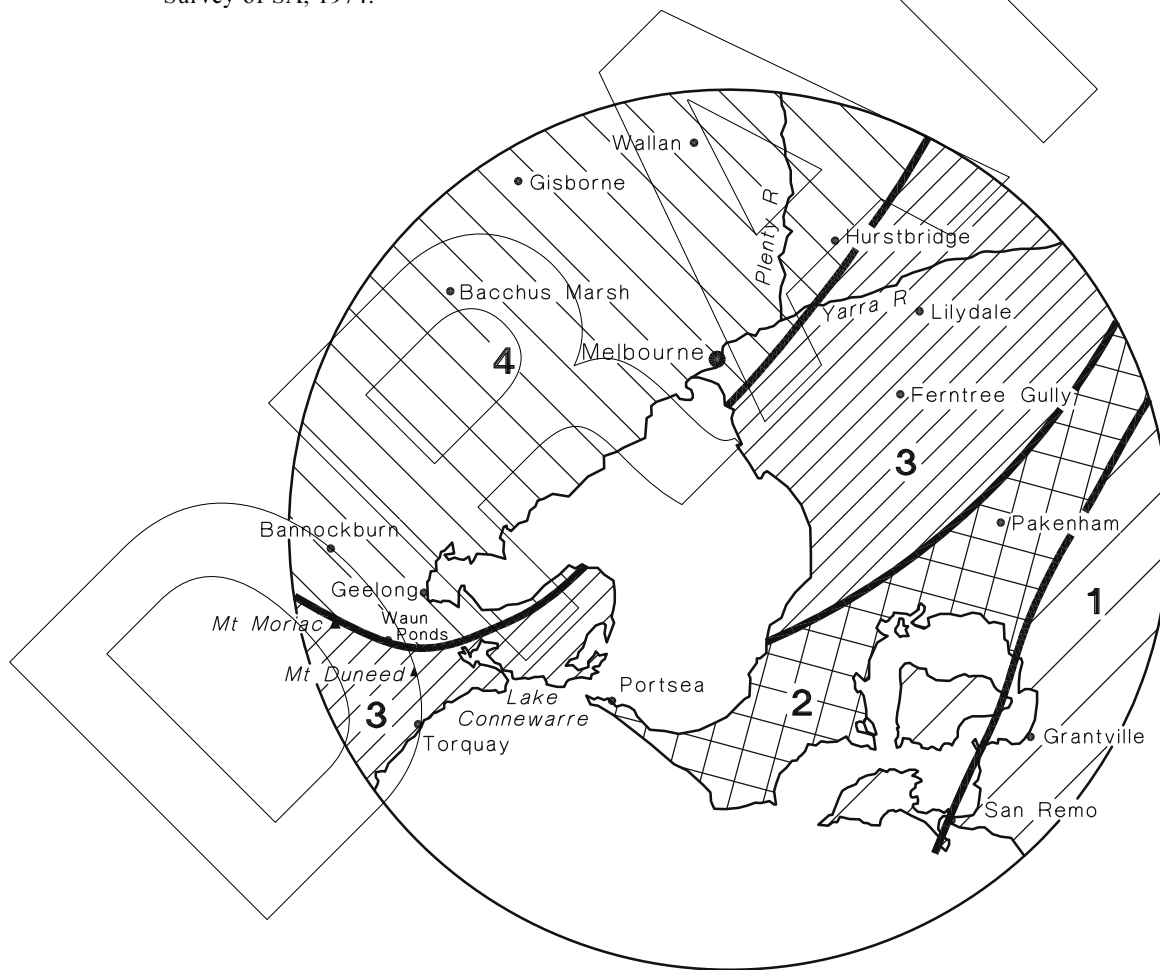 Survey of SA, 1974.
Wallan
Gisborne
Plenty R
Hurstbridge
Bacchus Marsh
Yarra R
Lilydale
Melbourne
4
Ferntree Gully
3
Pakenham
Bannockburn
Geelong
1
Mt Moriac
Waun
Ponds
Mt Duneed
Portsea
Lake
Connewarre
2
3
Torquay
Grantville
San Remo